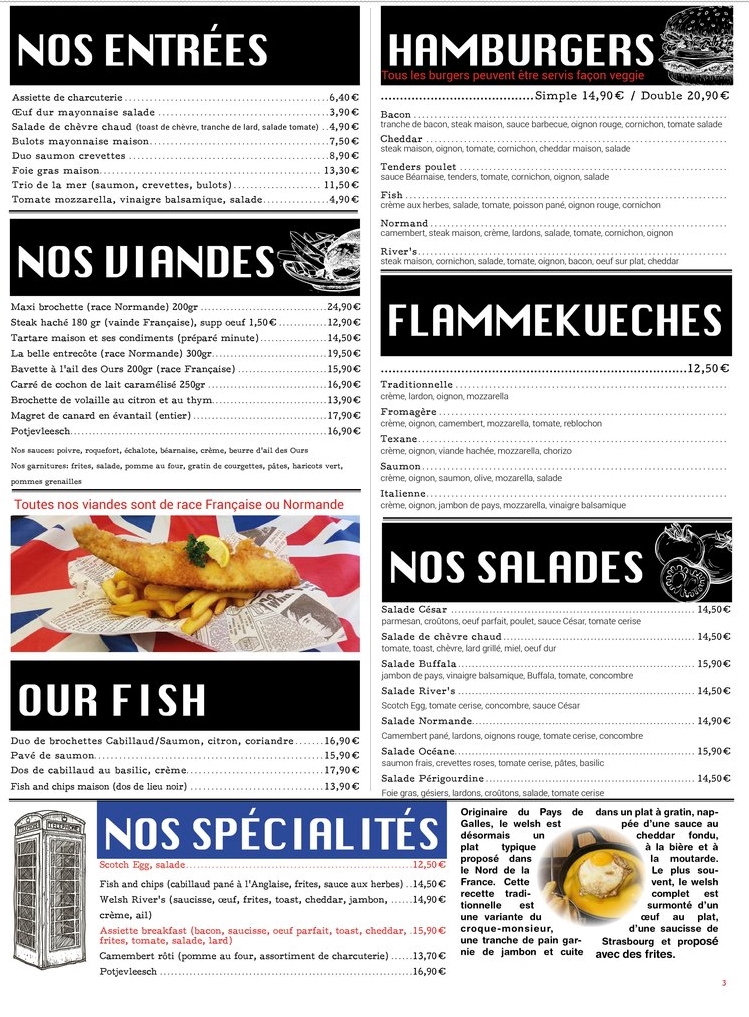 NOS ENTRÉES
Assiette de charcuterie 6,40 €
Œuf dur mayonnaise salade 3,90 €
Salade de chèvre chaud (toast de chèvre, tranche de lard, salade tomate) 4,90 €
Bulots mayonnaise maison 7,50 €
Duo saumon crevettes 8,90 €
Foie gras maison 13,30 €
Trio de la mer (saumon, crevettes, bulots) 11,50 €
Tomate mozzarella, vinaigre balsamique, salade 4,90 €
NOS VIANDES
Maxi brochette (race Normande) 200gr 24,90 €
Steak haché 180 gr (vainde Française), supp oeuf 1,50 € 12,90 €
Tartare maison et ses condiments (préparé minute) 14,50 €
La belle entrecôte (race Normande) 300gr 19,50 €
Bavette à l'ail des Ours 200gr (race Française) 15,90 €
Carré de cochon de lait caramélisé 250gr 16,90 €
Brochette de volaille au citron et au thym 13,90 €
Magret de canard en évantail (entier) 17,90 €
Potjevleesch 16,90 €
Nos sauces: poivre, roquefort, échalote, béarnaise, crème, beurre d'ail des Ours
Nos garnitures: frites, salade, pomme au four, gratin de courgettes, pâtes, haricots vert,
pommes grenailles
Toutes nos viandes sont de race Française ou Normande
OUR FISH
Duo de brochettes Cabillaud/Saumon, citron, coriandre 16,90 €
Pavé de saumon 15,90 €
Dos de cabillaud au basilic, crème 17,90 €
Fish and chips maison (dos de lieu noir) 13,90 €
HAMBURGERS
Tous les burgers peuvent être servis façon veggie
Simple 14,90 € / Double 20,90 €
Bacon
tranche de bacon, steak maison, sauce barbecue, oignon rouge, cornichon, tomate salade
Cheddar
steak maison, oignon, tomate, cornichon, cheddar maison, salade
Tenders poulet
sauce Béarnaise, tenders, tomate, cornichon, oignon, salade
Fish
crème aux herbes, salade, tomate, poisson pané, oignon rouge, cornichon
Normand
camembert, steak maison, crème, lardons, salade, tomate, cornichon, oignon
River's
steak maison, cornichon, salade, tomate, oignon, bacon, oeuf sur plat, cheddar
FLAMMEKUECHES
12,50 €
Traditionnelle
crème, lardon, oignon, mozzarella
Fromagère
crème, oignon, camembert, mozzarella, tomate, reblochon
Texane
crème, oignon, viande hachée, mozzarella, chorizo
Saumon
crème, oignon, saumon, olive, mozarella, salade
Italienne
crème, oignon, jambon de pays, mozzarella, vinaigre balsamique
NOS SALADES
Salade César 14,50 €
parmesan, croûtons, oeuf parfait, poulet, sauce César, tomate cerise
Salade de chèvre chaud 14,50 €
tomate, toast, chèvre, lard grillé, miel, oeuf dur
Salade Buffala 15,90 €
jambon de pays, vinaigre balsamique, Buffala, tomate, concombre
Salade River's 14,50 €
Scotch Egg, tomate cerise, concombre, sauce César
Salade Normande 14,90 €
Camembert pané, lardons, oignons rouge, tomate cerise, concombre
Salade Océane 15,90 €
saumon frais, crevettes roses, tomate cerise, pâtes, basilic
Salade Périgourdine 14,50 €
Foie gras, gésiers, lardons, croûtons, salade, tomate cerise
TELEPHONE
NOS SPÉCIALITÉS
Scotch Egg, salade 12,50 €
Fish and chips (cabillaud pané à l'Anglaise, frites, sauce aux herbes) 14,50 €
Welsh River's (saucisse, œuf, frites, toast, cheddar, jambon, 14,90 €
crème, ail)
Assiette breakfast (bacon, saucisse, oeuf parfait, toast, cheddar, 15,90 €
frites, tomate, salade, lard)
Camembert rôti (pomme au four, assortiment de charcuterie) 13,70 €
Potjevleesch 16,90 €
Originaire du Pays de
Galles, le welsh est
désormais un
plat typique
proposé dans
le Nord de la
France. Cette
recette tradi-
tionnelle est
une variante du
croque-monsieur,
une tranche de pain gar-
nie de jambon et cuite
dans un plat à gratin, nap-
pée d'une sauce au
cheddar fondu,
à la bière et à
la moutarde.
Le plus sou-
vent, le welsh
complet est
surmonté d'un
œuf au plat,
d'une saucisse de
Strasbourg et proposé
avec des frites.
3